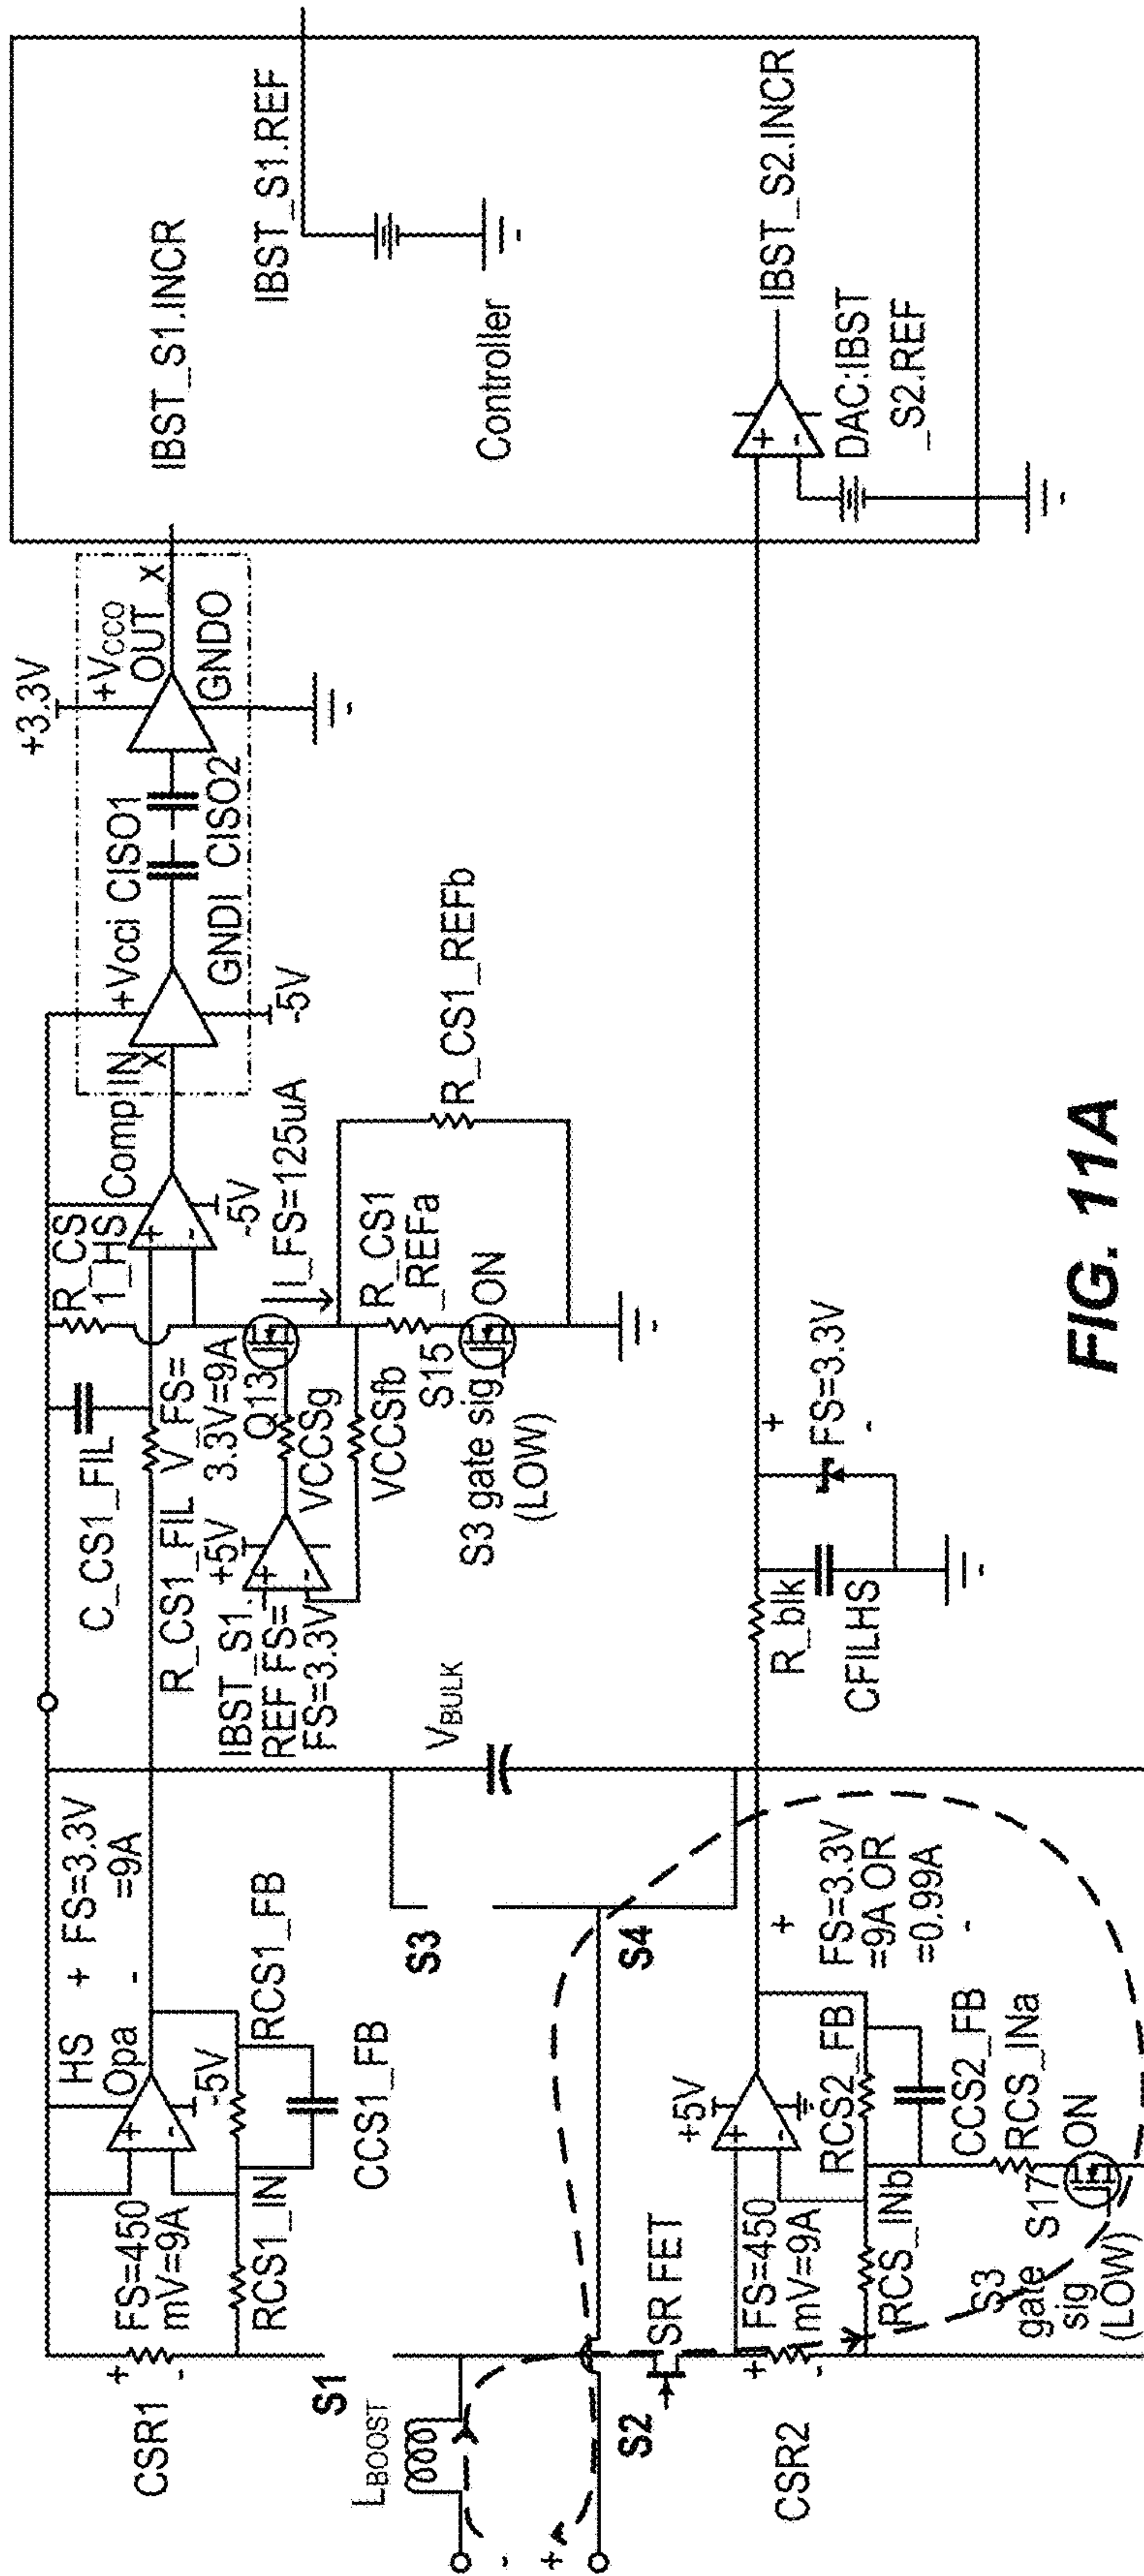 CSR1
+
-
FS=450
mV=9A
RCS1_IN
HS
Opa
+
-
-5V
+ FS=3.3V
- =9A
RCS1_FB
CCS1_FB
C_CS1_FIL
R_CS1_FIL
V_FS=
3.3V=9A
R_CS
1_HS
Comp
+
-
-5V
IN
X
+Vcci
CISO1
GNDI
CISO2
-5V
+3.3V
+VCCO
OUT
X
GNDO
IBST_S1.INCR
IBST_S1.REF
Controller
IBST_S1.
REF FS=
FS=3.3V
+5V
+
-
Q13
VCCSg
VCCSfb
I_FS=125uA
R_CS1
_REFa
R_CS1_REFb
S15
S3 gate sig
(LOW)
ON
S1
LBOOST
-
+
S3
S4
VBULK
S2
SR FET
CSR2
+
-
FS=450
mV=9A
RCS_INb
+5V
+
-
RCS2_FB
CCS2_FB
RCS_INa
S3
gate
sig
(LOW)
S17
ON
+
FS=3.3V
=9A OR
=0.99A
-
R_blk
CFILHS
+
FS=3.3V
-
+
-
IBST_S2.INCR
DAC:IBST
_S2.REF
FIG. 11A